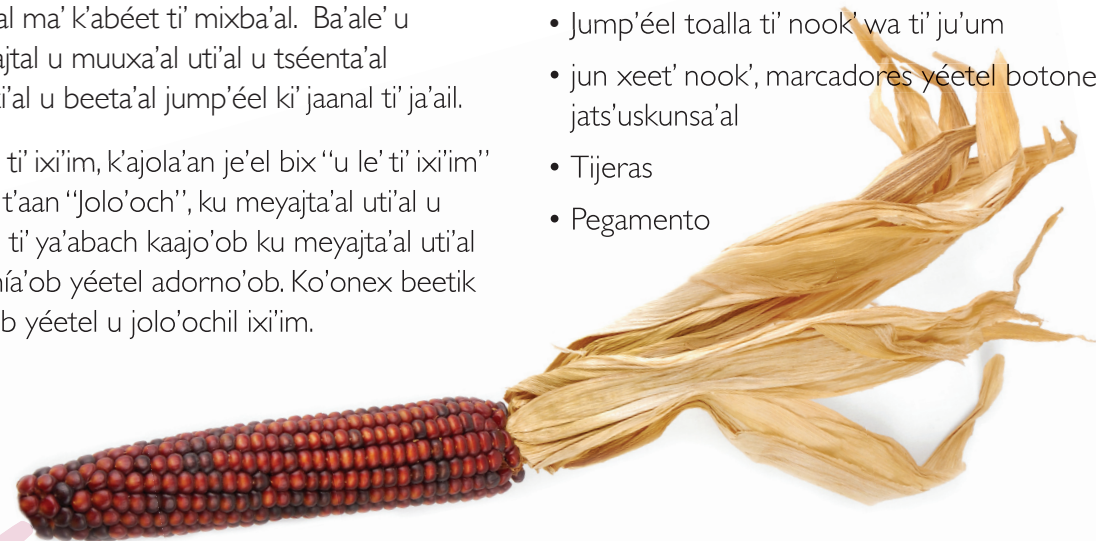 al ma' k'abéet ti' mixba'al. Ba'ale' u
ajtal u muuxa'al uti'al u tséenta'al
i'al u beeta'al jump'éel ki' jaanal ti' ja'ail.
ti' ixi'im, k'ajola'an je'el bix "u le' ti' ixi'im"
t'aan "Jolo'och", ku meyajta'al uti'al u
ti' ya'abach kaajo'ob ku meyajta'al uti'al
ía'ob yéetel adorno'ob. Ko'onex beetik
b yéetel u jolo'ochil ixi'im.
• Jump'éel toalla ti' nook' wa ti' ju'um
• jun xeet' nook', marcadores yéetel botone
jats'uskunsa'al
• Tijeras
• Pegamento